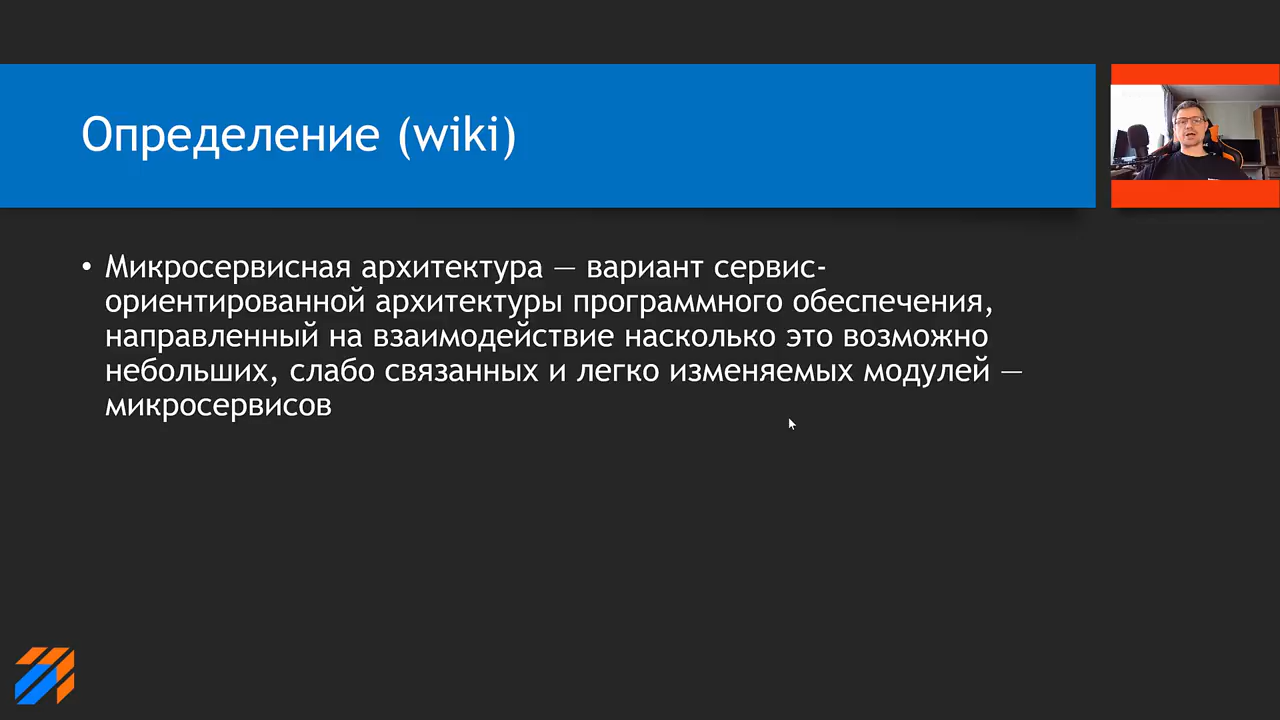 Определение (wiki)
• Микросервисная архитектура — вариант сервис-
ориентированной архитектуры программного обеспечения,
направленный на взаимодействие насколько это возможно
небольших, слабо связанных и легко изменяемых модулей —
микросервисов